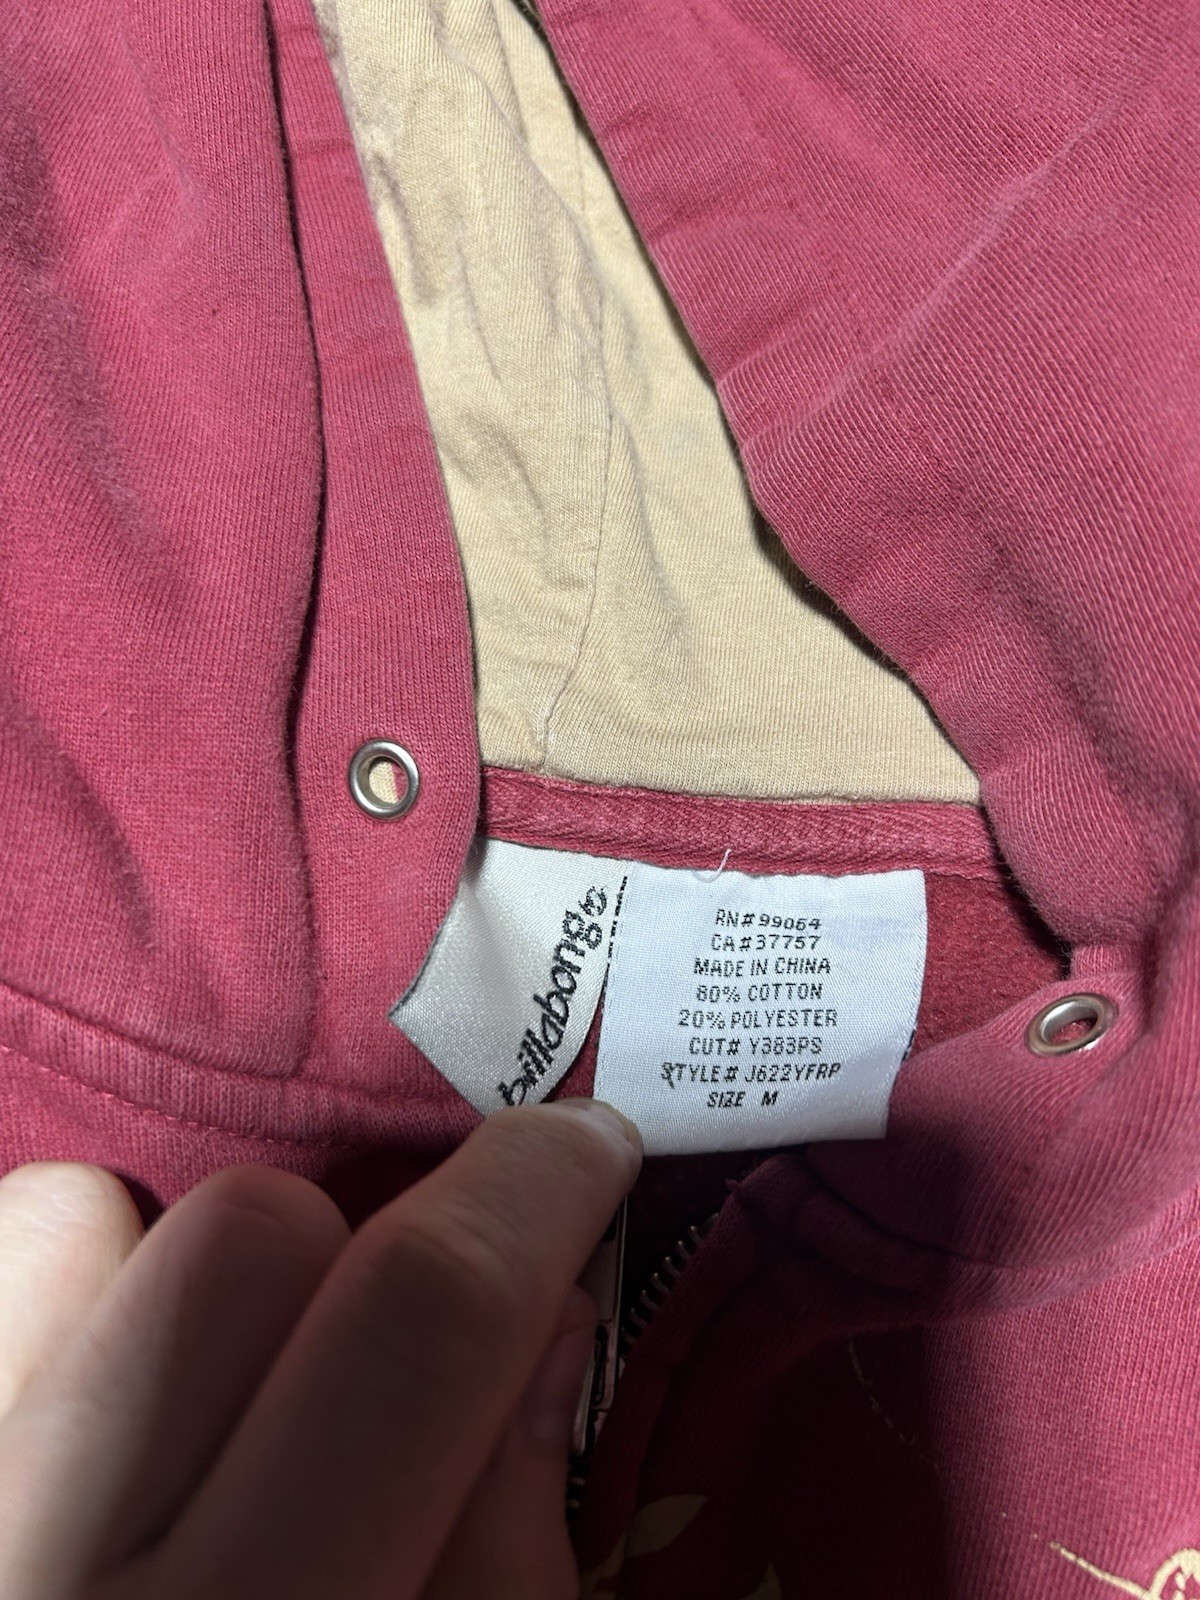 billabong®
RN#99064
CA#37757
MADE IN CHINA
80% COTTON
20% POLYESTER
CUT# Y383PS
STYLE# J622YFRP
SIZE M